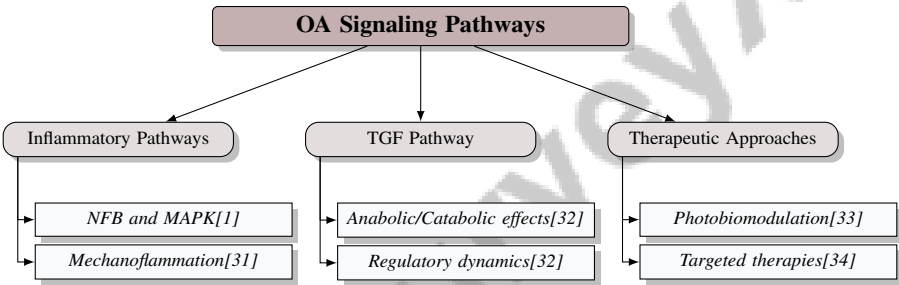 OA Signaling Pathways
Inflammatory Pathways
TGF Pathway
Therapeutic Approaches
NFB and MAPK[1]
Mechanoflammation[31]
Anabolic/Catabolic effects[32]
Regulatory dynamics[32]
Photobiomodulation[33]
Targeted therapies[34]